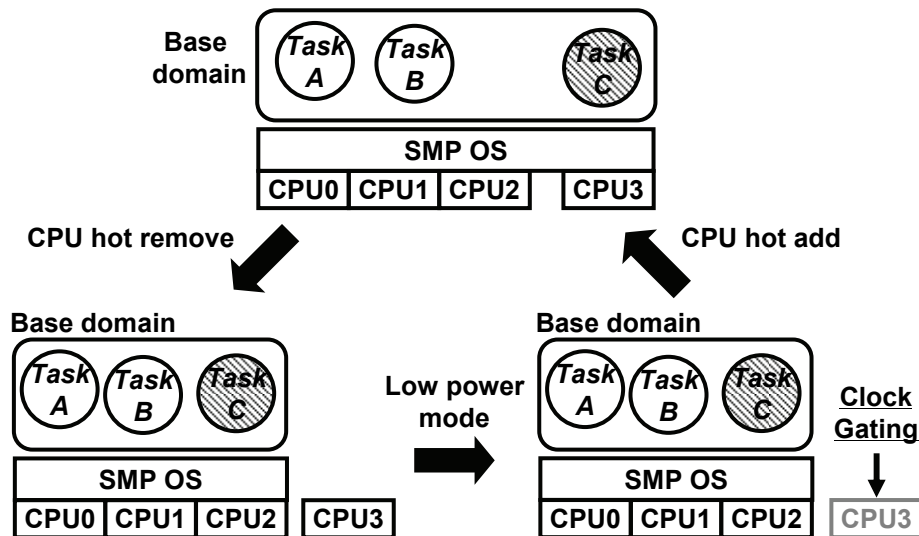 Base
domain
Task
A
Task
B
Task
C
SMP OS
CPU0 CPU1 CPU2 CPU3
CPU hot remove
CPU hot add
Base domain
Task
A
Task
B
Task
C
SMP OS
CPU0 CPU1 CPU2 CPU3
Low power
mode
Base domain
Task
A
Task
B
Task
C
SMP OS
CPU0 CPU1 CPU2 CPU3
Clock
Gating